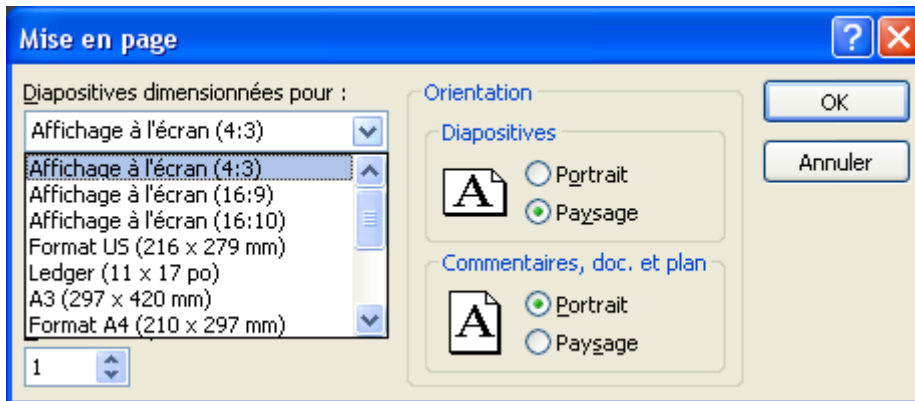 Mise en page
Diapositives dimensionnées pour :
Affichage à l'écran (4:3)
Affichage à l'écran (4:3)
Affichage à l'écran (16:9)
Affichage à l'écran (16:10)
Format US (216 x 279 mm)
Ledger (11 x 17 po)
A3 (297 x 420 mm)
Format A4 (210 x 297 mm)
1
Orientation
Diapositives
A
Portrait
Paysage
Commentaires, doc. et plan
A
Portrait
Paysage
OK
Annuler